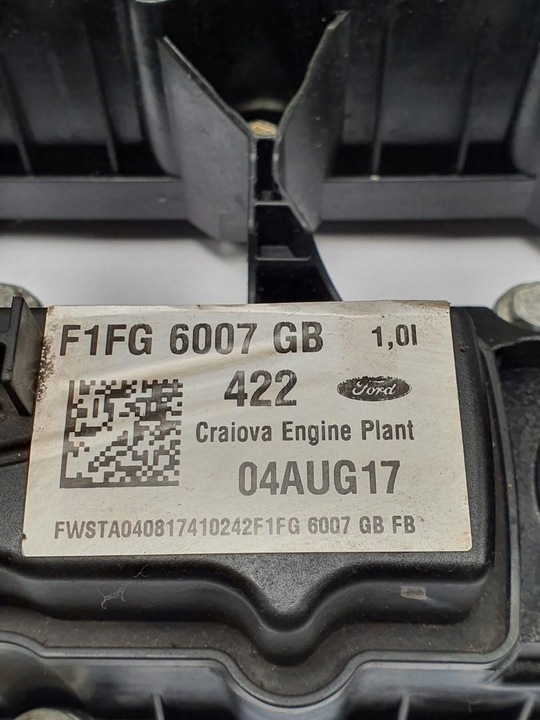 F1FG 6007 GB 1,0l
422 Ford
Craiova Engine Plant
04AUG17
FWSTA040817410242F1FG 6007 GB FB